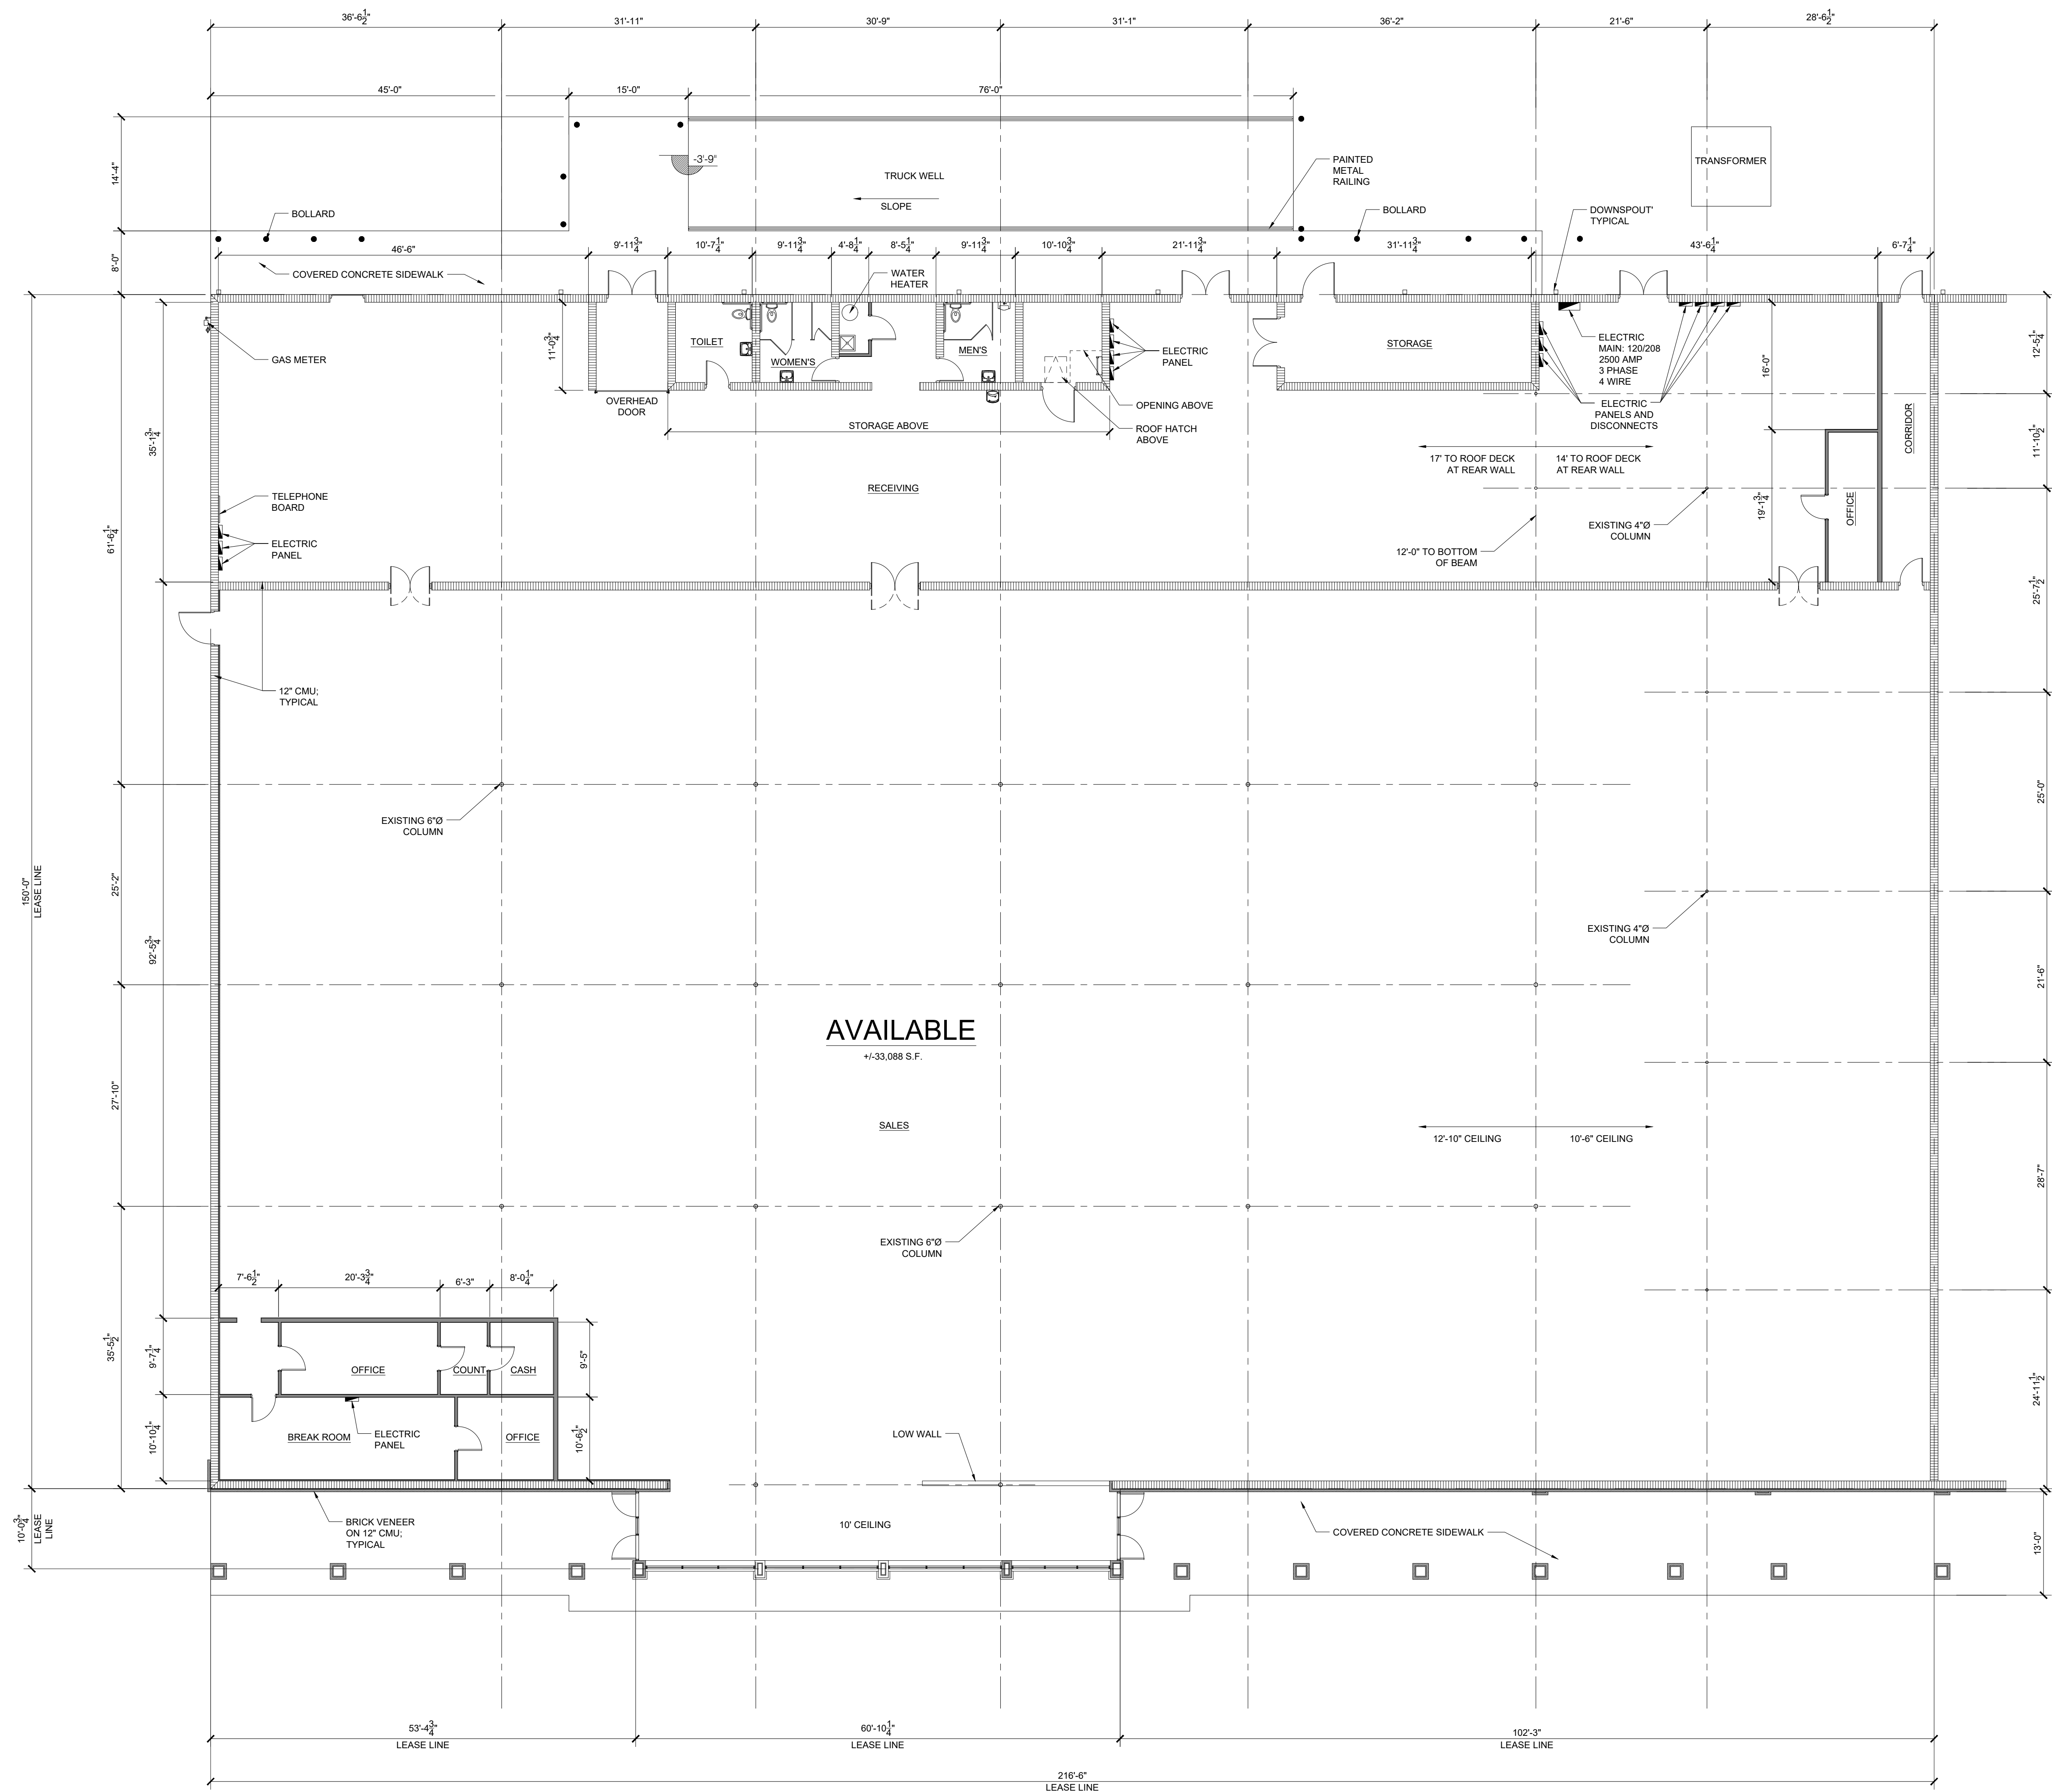 36'-6 1/2"
31'-11"
30'-9"
31'-1"
36'-2"
21'-6"
28'-6 1/2"
45'-0"
15'-0"
76'-0"
14'-4"
-3'-9"
TRUCK WELL
SLOPE
PAINTED
METAL
RAILING
TRANSFORMER
BOLLARD
BOLLARD
DOWNSPOUT'
TYPICAL
8'-0"
46'-6"
9'-11 3/4"
10'-7 1/4"
9'-11 3/4"
4'-8 1/4"
8'-5 1/4"
9'-11 3/4"
10'-10 3/4"
21'-11 3/4"
31'-11 3/4"
43'-6 1/4"
6'-7 1/4"
COVERED CONCRETE SIDEWALK
WATER
HEATER
GAS METER
11'-0 3/4"
TOILET
WOMEN'S
MEN'S
ELECTRIC
PANEL
STORAGE
ELECTRIC
MAIN: 120/208
2500 AMP
3 PHASE
4 WIRE
16'-0"
12'-5 1/4"
OVERHEAD
DOOR
OPENING ABOVE
ELECTRIC
PANELS AND
DISCONNECTS
STORAGE ABOVE
ROOF HATCH
ABOVE
CORRIDOR
35'-1 3/4"
17' TO ROOF DECK
AT REAR WALL
14' TO ROOF DECK
AT REAR WALL
11'-10 1/2"
RECEIVING
TELEPHONE
BOARD
EXISTING 4"Ø
COLUMN
19'-1 3/4"
OFFICE
61'-6 1/4"
ELECTRIC
PANEL
12'-0" TO BOTTOM
OF BEAM
25'-7 1/2"
12" CMU;
TYPICAL
EXISTING 6"Ø
COLUMN
25'-0"
150'-0"
LEASE LINE
25'-2"
92'-5 3/4"
EXISTING 4"Ø
COLUMN
21'-6"
AVAILABLE
+/-33,088 S.F.
27'-10"
SALES
12'-10" CEILING
10'-6" CEILING
28'-7"
EXISTING 6"Ø
COLUMN
7'-6 1/2"
20'-3 3/4"
6'-3"
8'-0 1/4"
35'-5 1/2"
9'-7 1/4"
OFFICE
COUNT
CASH
9'-5"
24'-11 1/2"
10'-10 1/4"
BREAK ROOM
ELECTRIC
PANEL
OFFICE
10'-6 1/2"
LOW WALL
10'-0 3/4"
LEASE
LINE
BRICK VENEER
ON 12" CMU;
TYPICAL
10' CEILING
COVERED CONCRETE SIDEWALK
13'-0"
53'-4 3/4"
LEASE LINE
60'-10 1/4"
LEASE LINE
102'-3"
LEASE LINE
216'-6"
LEASE LINE